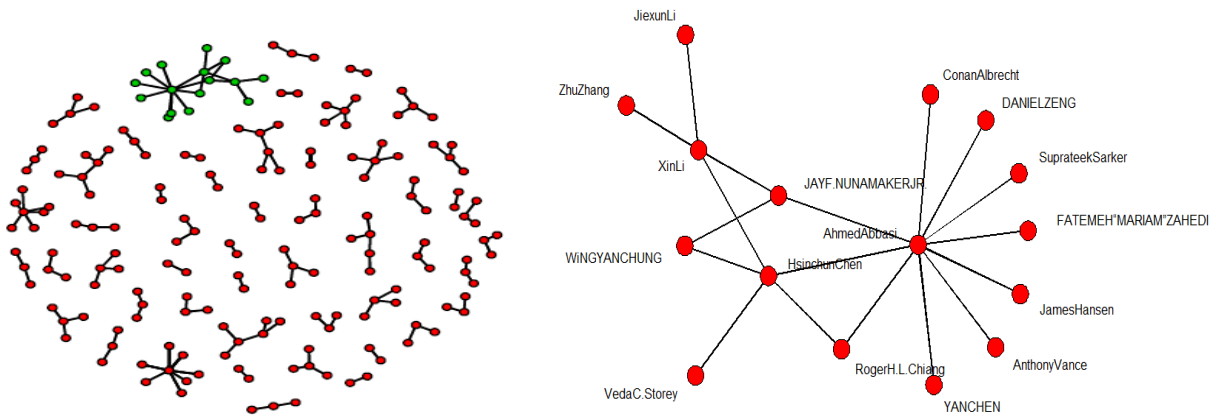 JiexunLi
ConanAlbrecht
ZhuZhang
DANIELZENG
SuprateekSarker
XinLi
JAYF.NUNAMAKERJR.
FATEMEH"MARIAM"ZAHEDI
AhmedAbbasi
WiNGYANCHUNG
HsinchunChen
JamesHansen
RogerH.L.Chiang
AnthonyVance
VedaC.Storey
YANCHEN